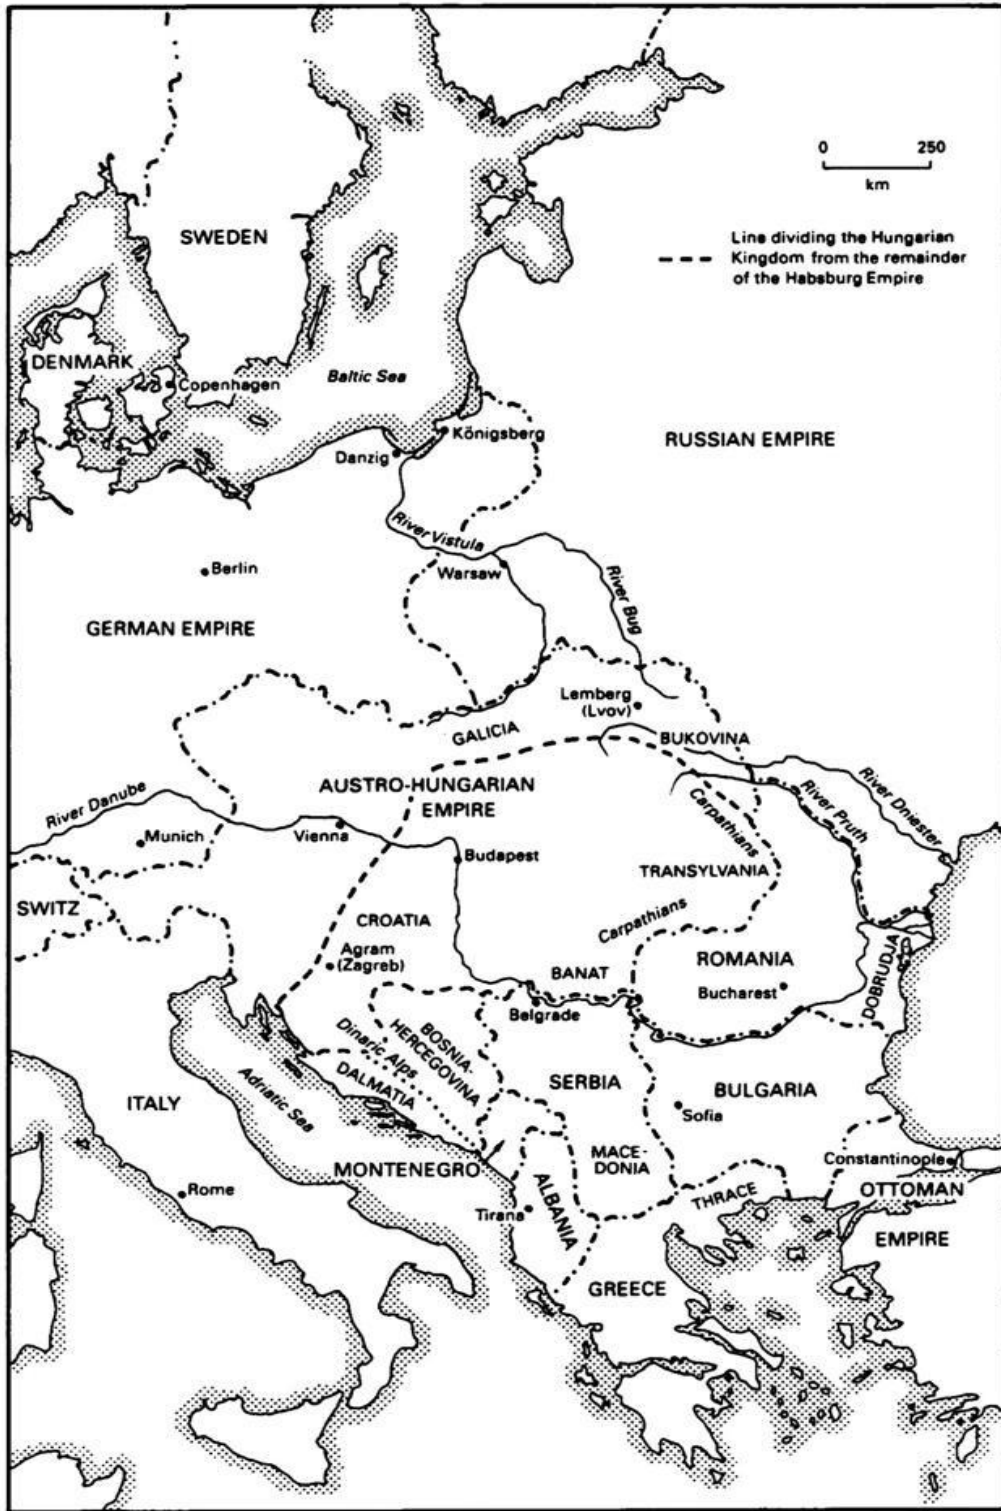 0 250
km
Line dividing the Hungarian
Kingdom from the remainder
of the Habsburg Empire
SWEDEN
DENMARK
Copenhagen
Baltic Sea
Königsberg
RUSSIAN EMPIRE
Danzig
River Vistula
Berlin
Warsaw
River Bug
GERMAN EMPIRE
Lemberg
(Lvov)
GALICIA
BUKOVINA
River Danube
AUSTRO-HUNGARIAN
EMPIRE
River Pruth
River Dniester
Munich
Vienna
Carpathians
Budapest
TRANSYLVANIA
SWITZ
CROATIA
Carpathians
Agram
(Zagreb)
BANAT
ROMANIA
Bucharest
DOBRUDJA
Belgrade
BOSNIA-
HERCEGOVINA
Dinaric Alps
DALMATIA
Adriatic Sea
SERBIA
BULGARIA
ITALY
Sofia
MONTENEGRO
MACE-
DONIA
Constantinople
Rome
THRACE
OTTOMAN
EMPIRE
Tirana
ALBANIA
GREECE